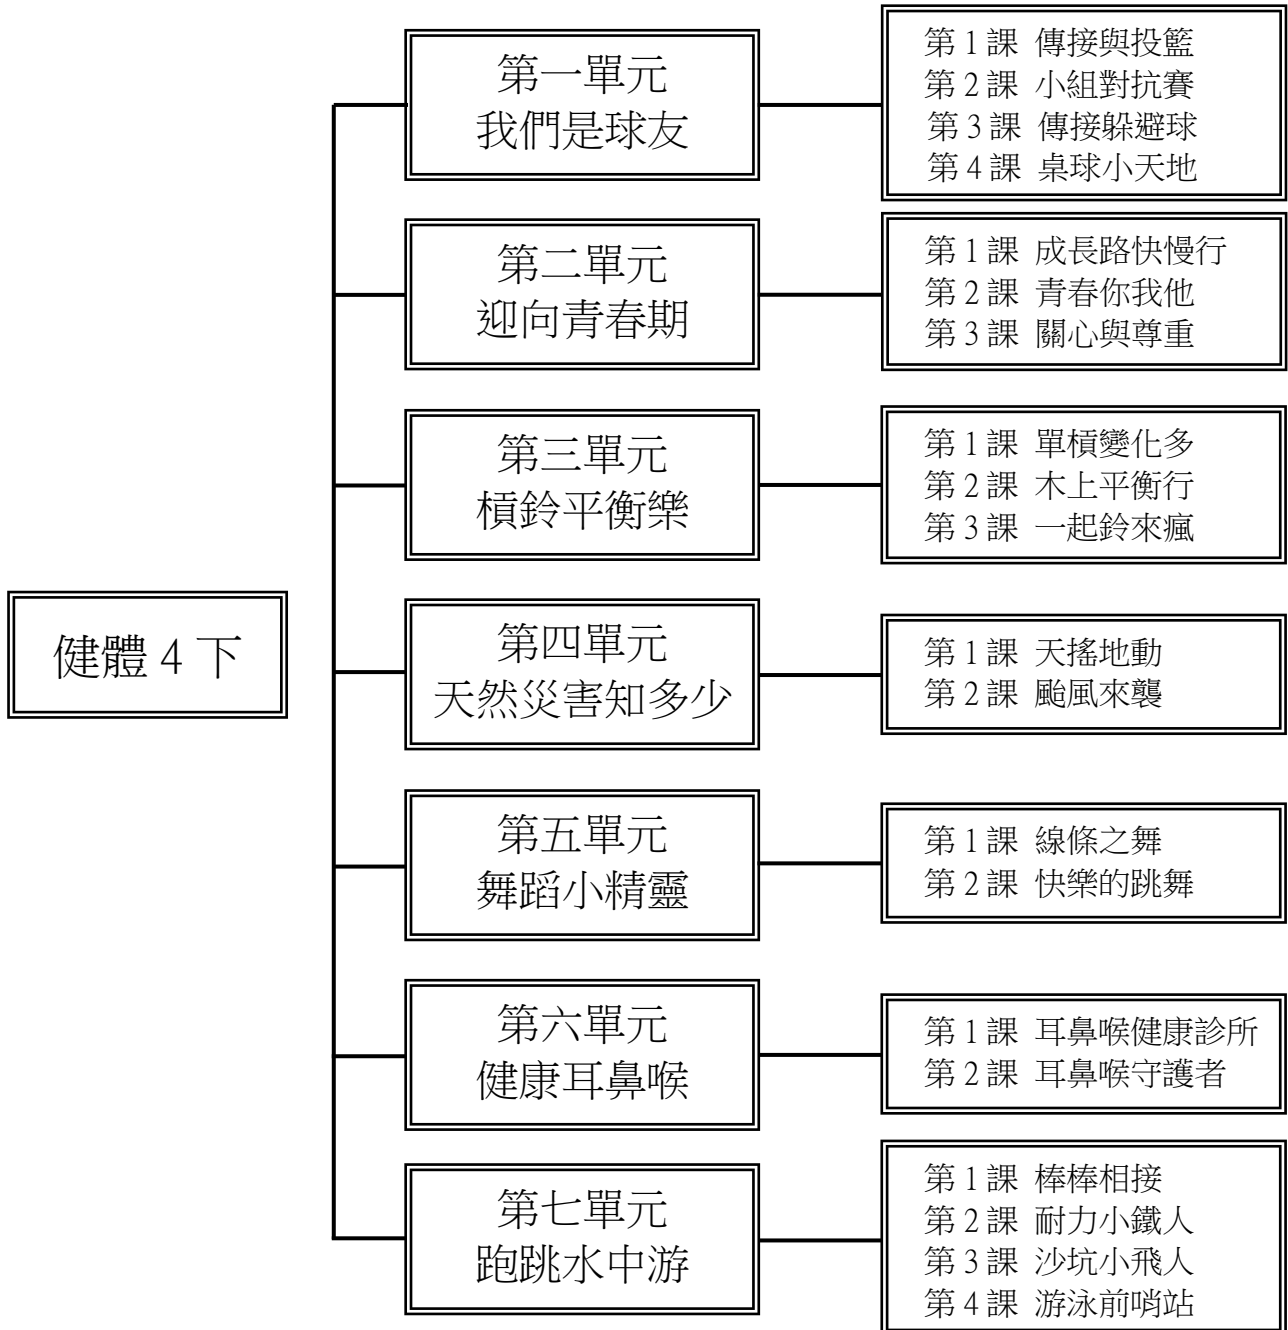 健體 4 下
第一單元
我們是球友
第 1 課 傳接與投籃
第 2 課 小組對抗賽
第 3 課 傳接躲避球
第 4 課 桌球小天地
第二單元
迎向青春期
第 1 課 成長路快慢行
第 2 課 青春你我他
第 3 課 關心與尊重
第三單元
槓鈴平衡樂
第 1 課 單槓變化多
第 2 課 木上平衡行
第 3 課 一起鈴來瘋
第四單元
天然災害知多少
第 1 課 天搖地動
第 2 課 颱風來襲
第五單元
舞蹈小精靈
第 1 課 線條之舞
第 2 課 快樂的跳舞
第六單元
健康耳鼻喉
第 1 課 耳鼻喉健康診所
第 2 課 耳鼻喉守護者
第七單元
跑跳水中游
第 1 課 棒棒相接
第 2 課 耐力小鐵人
第 3 課 沙坑小飛人
第 4 課 游泳前哨站